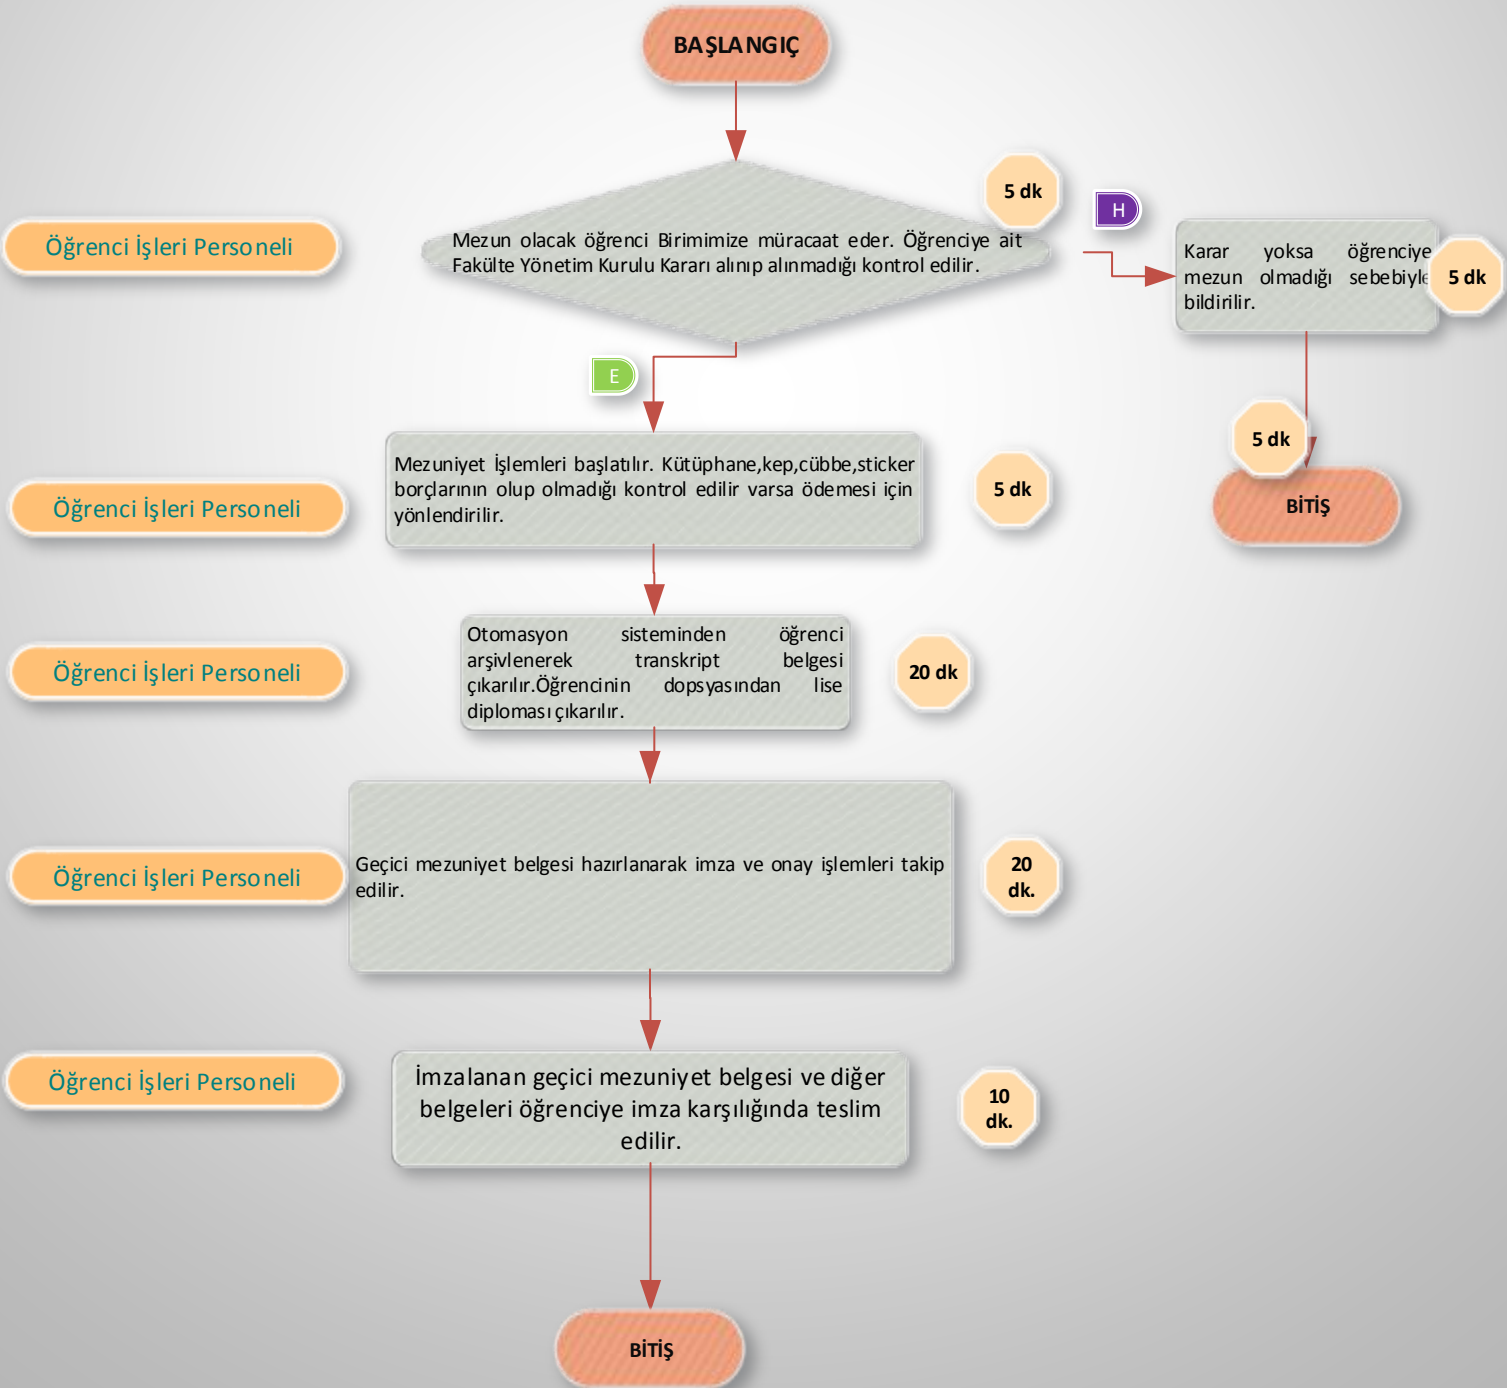 BAŞLANGIÇ
5 dk
H
Öğrenci İşleri Personeli
Mezun olacak öğrenci Birimimize müracaat eder. Öğrenciye ait
Fakülte Yönetim Kurulu Kararı alınıp alınmadığı kontrol edilir.
Karar yoksa öğrenciye
mezun olmadığı sebebiyle
bildirilir.
5 dk
E
5 dk
BİTİŞ
Öğrenci İşleri Personeli
Mezuniyet İşlemleri başlatılır. Kütüphane,kep,cübbe,sticker
borçlarının olup olmadığı kontrol edilir varsa ödemesi için
yönlendirilir.
5 dk
Öğrenci İşleri Personeli
Otomasyon sisteminden öğrenci
arşivlenerek transkript belgesi
çıkarılır.Öğrencinin dopsyasından lise
diploması çıkarılır.
20 dk
Öğrenci İşleri Personeli
Geçici mezuniyet belgesi hazırlanarak imza ve onay işlemleri takip
edilir.
20
dk.
Öğrenci İşleri Personeli
İmzalanan geçici mezuniyet belgesi ve diğer
belgeleri öğrenciye imza karşılığında teslim
edilir.
10
dk.
BİTİŞ